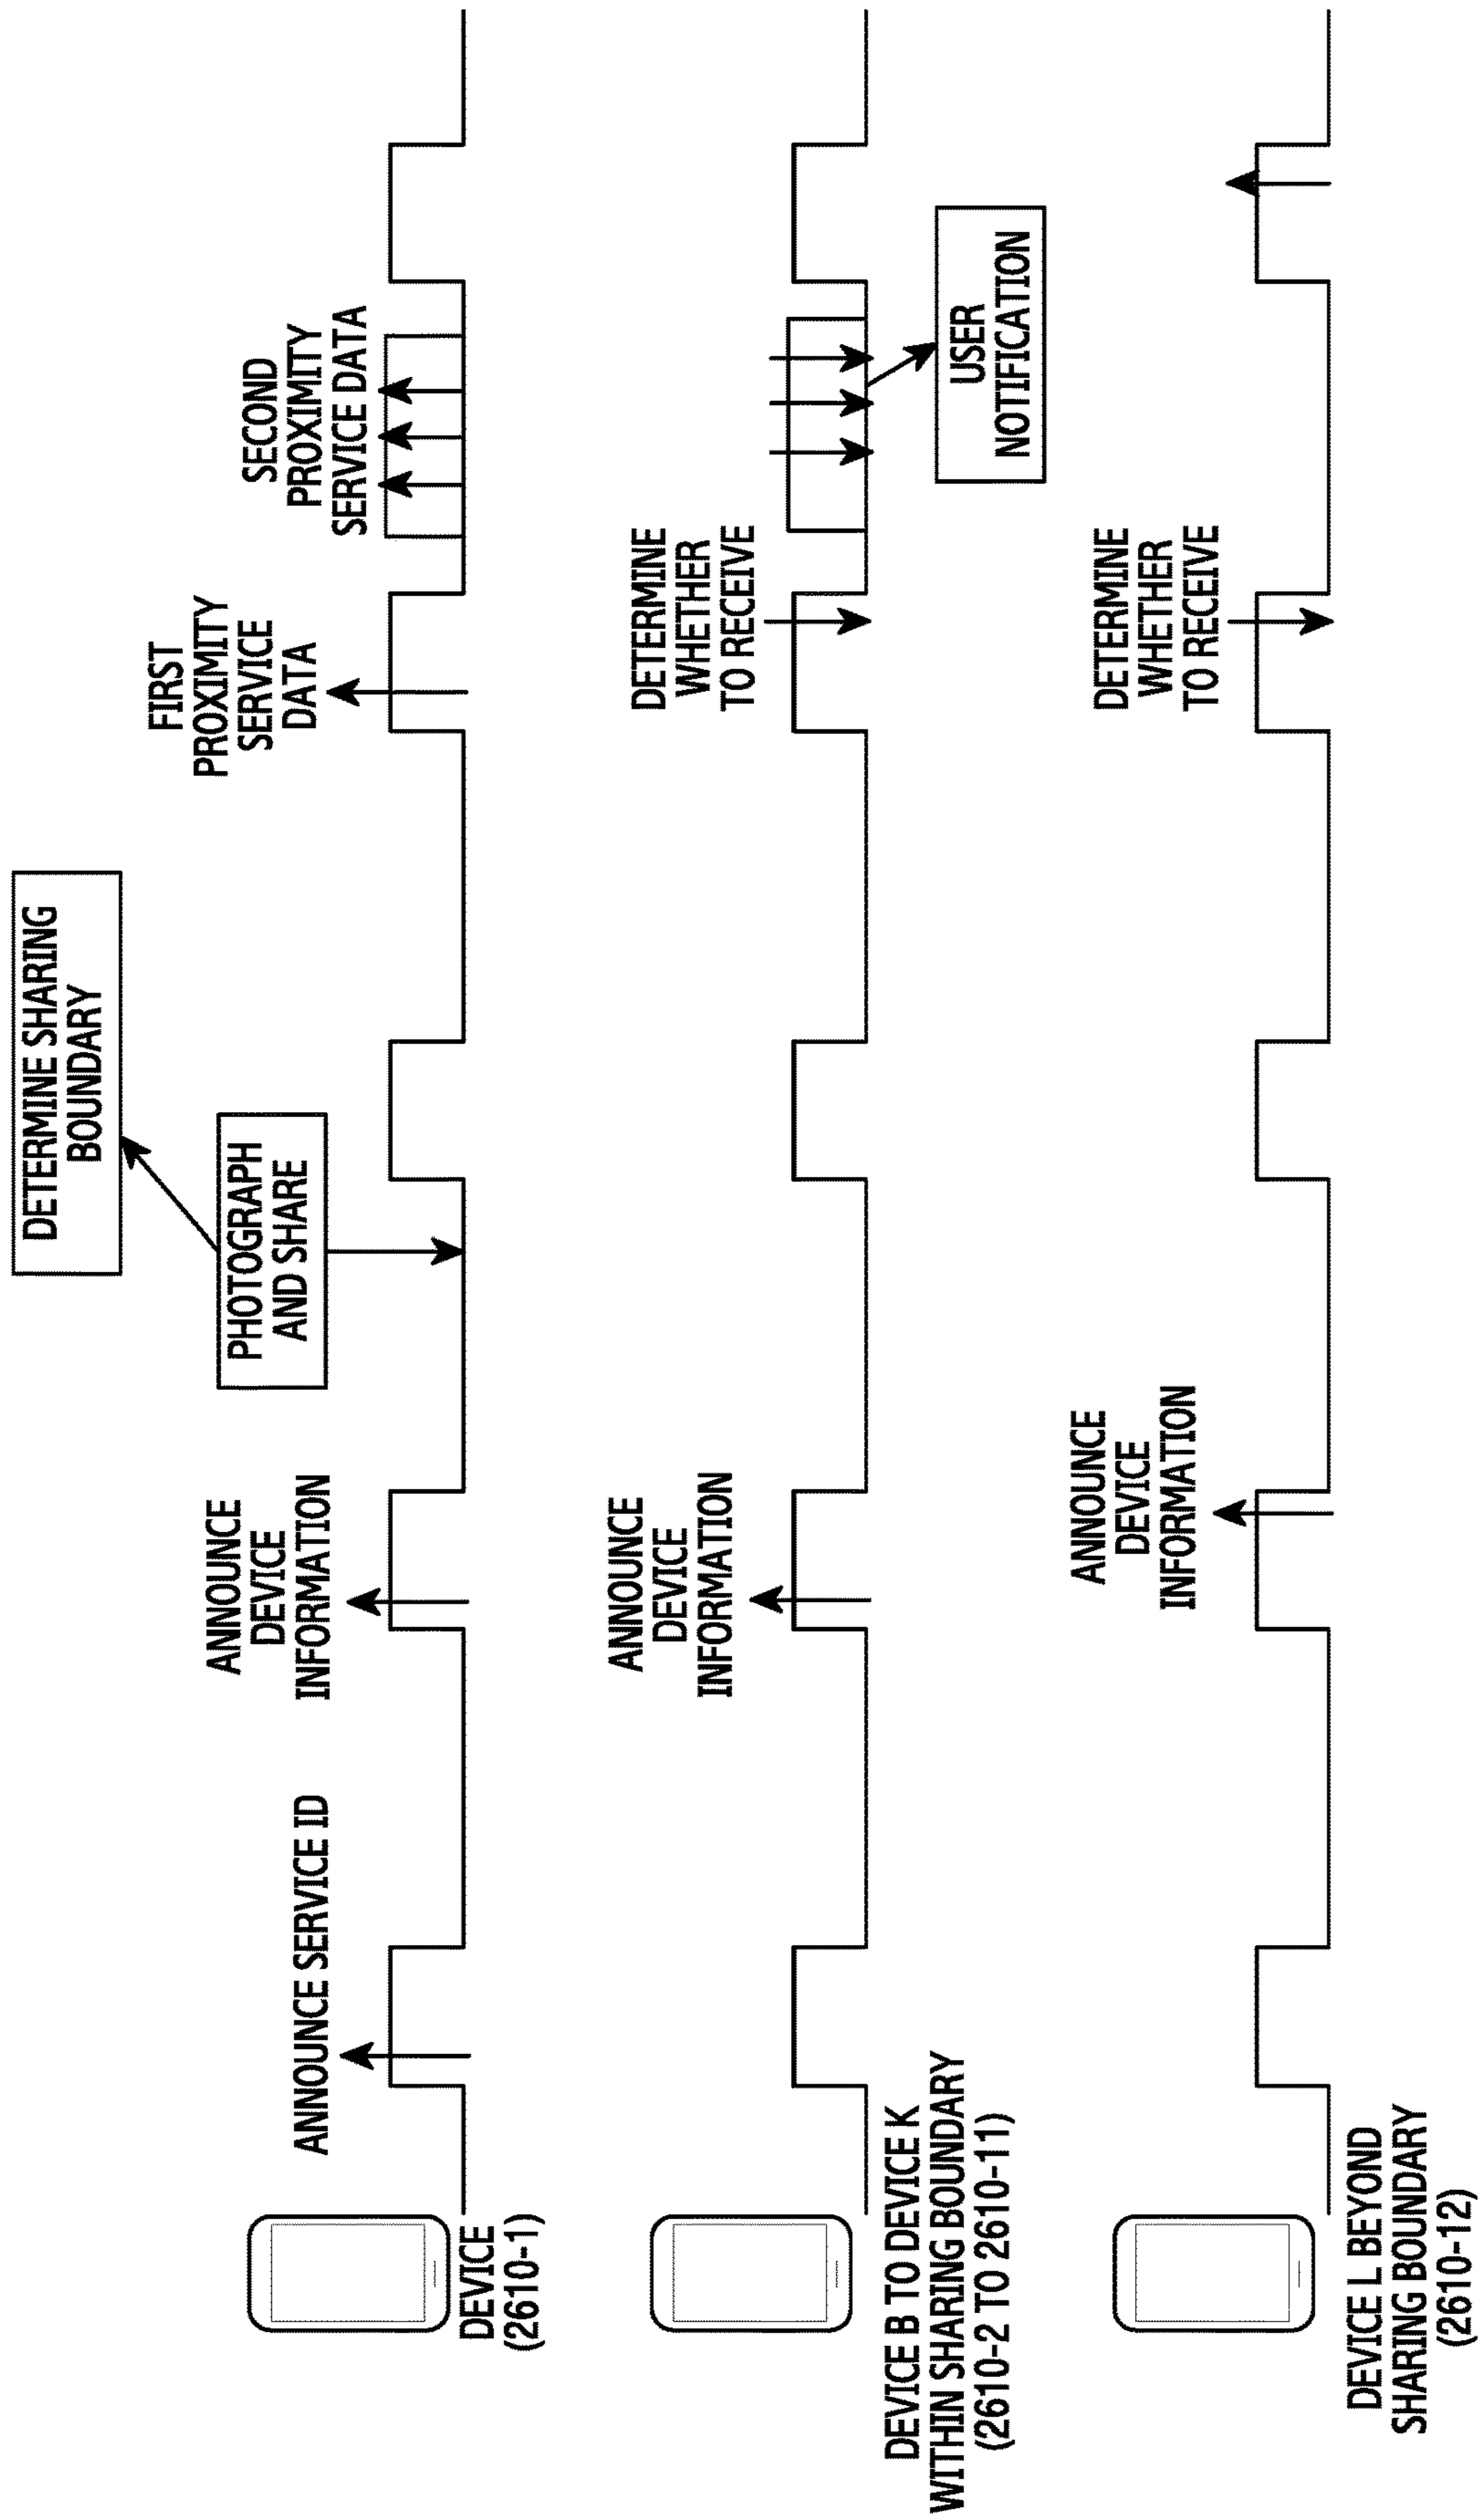 DETERMINE SHARING
BOUNDARY
PHOTOGRAPH
AND SHARE
ANNOUNCE SERVICE ID
ANNOUNCE
DEVICE
INFORMATION
FIRST
PROXIMITY
SERVICE
DATA
SECOND
PROXIMITY
SERVICE DATA
DEVICE
(2610-1)
ANNOUNCE
DEVICE
INFORMATION
DETERMINE
WHETHER
TO RECEIVE
USER
NOTIFICATION
DEVICE B TO DEVICE K
WITHIN SHARING BOUNDARY
(2610-2 TO 2610-11)
ANNOUNCE
DEVICE
INFORMATION
DETERMINE
WHETHER
TO RECEIVE
DEVICE L BEYOND
SHARING BOUNDARY
(2610-12)